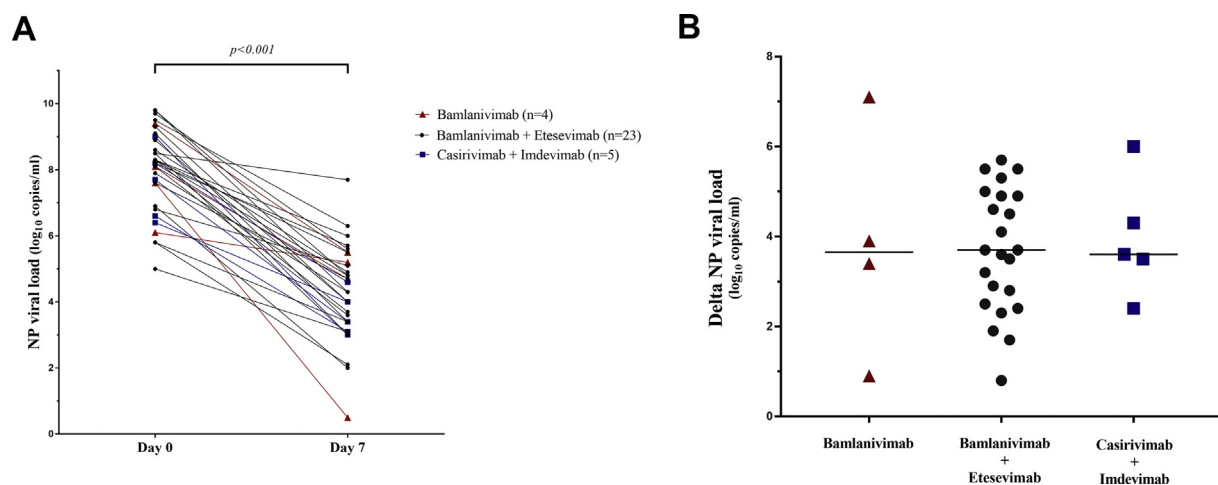 A
p<0.001
NP viral load (log10 copies/ml)
10
8
6
4
2
0
Day 0
Day 7
Bamlanivimab (n=4)
Bamlanivimab + Etesevimab (n=23)
Casirivimab + Imdevimab (n=5)
B
Delta NP viral load
(log10 copies/ml)
8
6
4
2
0
Bamlanivimab
Bamlanivimab
+
Etesevimab
Casirivimab
+
Imdevimab